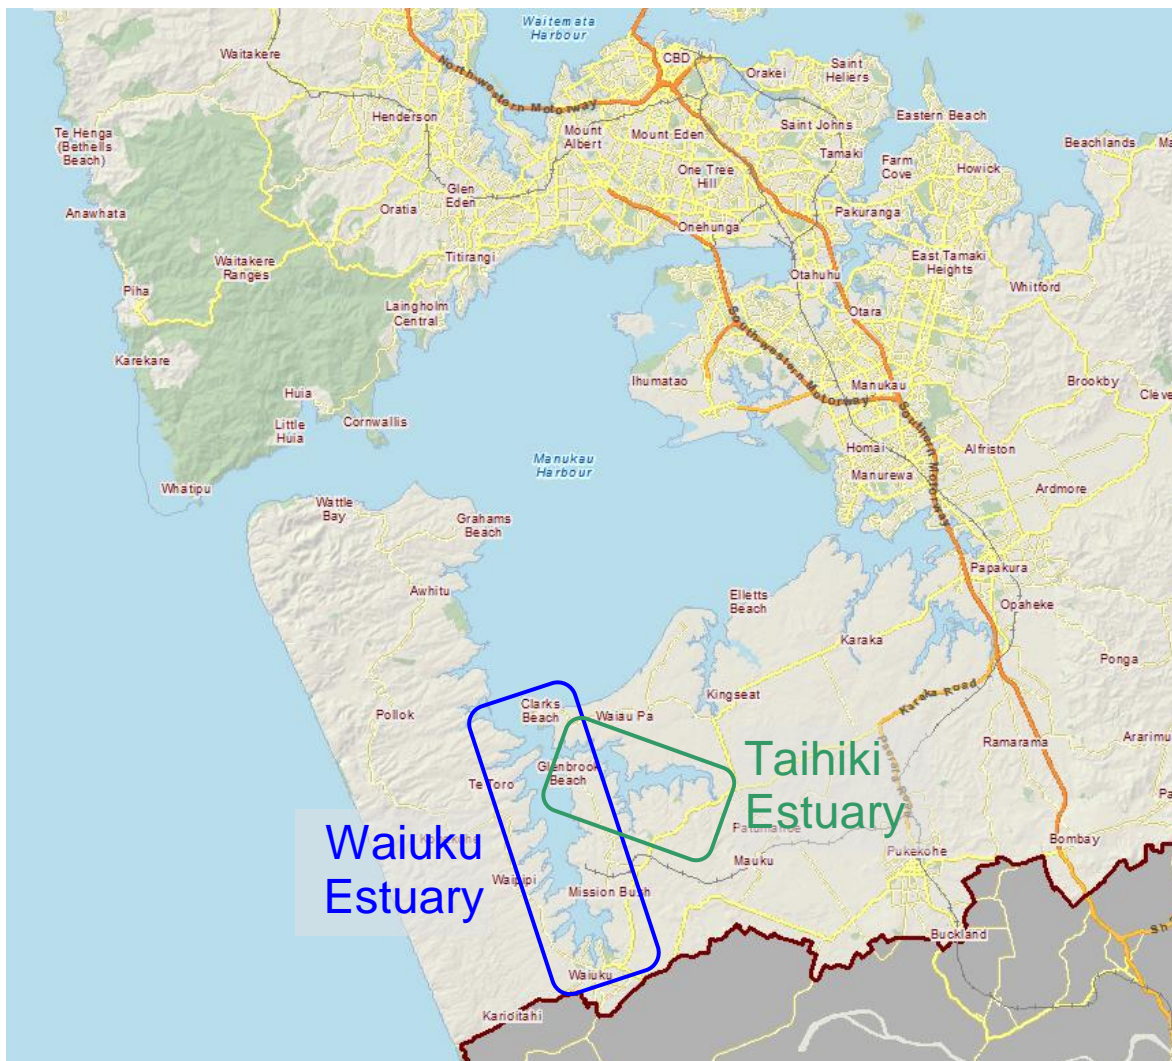 Waitemata
Harbour
Waitakere
CBD
Orakei
Saint
Heliers
North-western Motorway
Henderson
Eastern Beach
Te Henga
(Bethells
Beach)
Mount
Albert
Mount Eden
Saint Johns
Beachlands
Tamaki
Farm
Cove
Howick
One Tree
Hill
Glen
Eden
Anawhata
Oratia
Pakuranga
Onehunga
Titirangi
East Tamaki
Heights
Waitakere
Ranges
Otahuhu
Whitford
Piha
Laingholm
Central
Otara
South-western Motorway
Karekare
Ihumatao
Manukau
Brookby
Huia
Little
Huia
Cornwallis
Southern Motorway
Homai
Alfriston
Manukau
Harbour
Manurewa
Whatipu
Ardmore
Wattle
Bay
Grahams
Beach
Papakura
Awhitu
Elletts
Beach
Opaheke
Karaka
Ponga
Kingseat
Karaka Road
Clarks
Beach
Waiau Pa
Pollok
Ramarama
Ararimu
Glenbrook
Beach
Te Toro
Taihiki
Estuary
Waiuku
Estuary
Bombay
Mauku
Pukekohe
Waipipi
Mission Bush
Buckland
Waiuku
Karioitahi